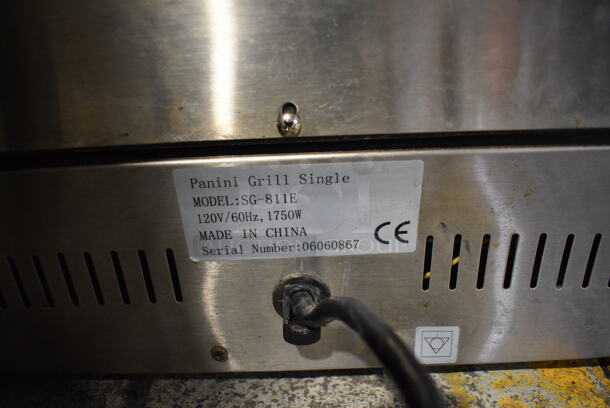 Panini Grill Single
MODEL:SG-811E
120V/60Hz,1750W
MADE IN CHINA
Serial Number:06060867
CE